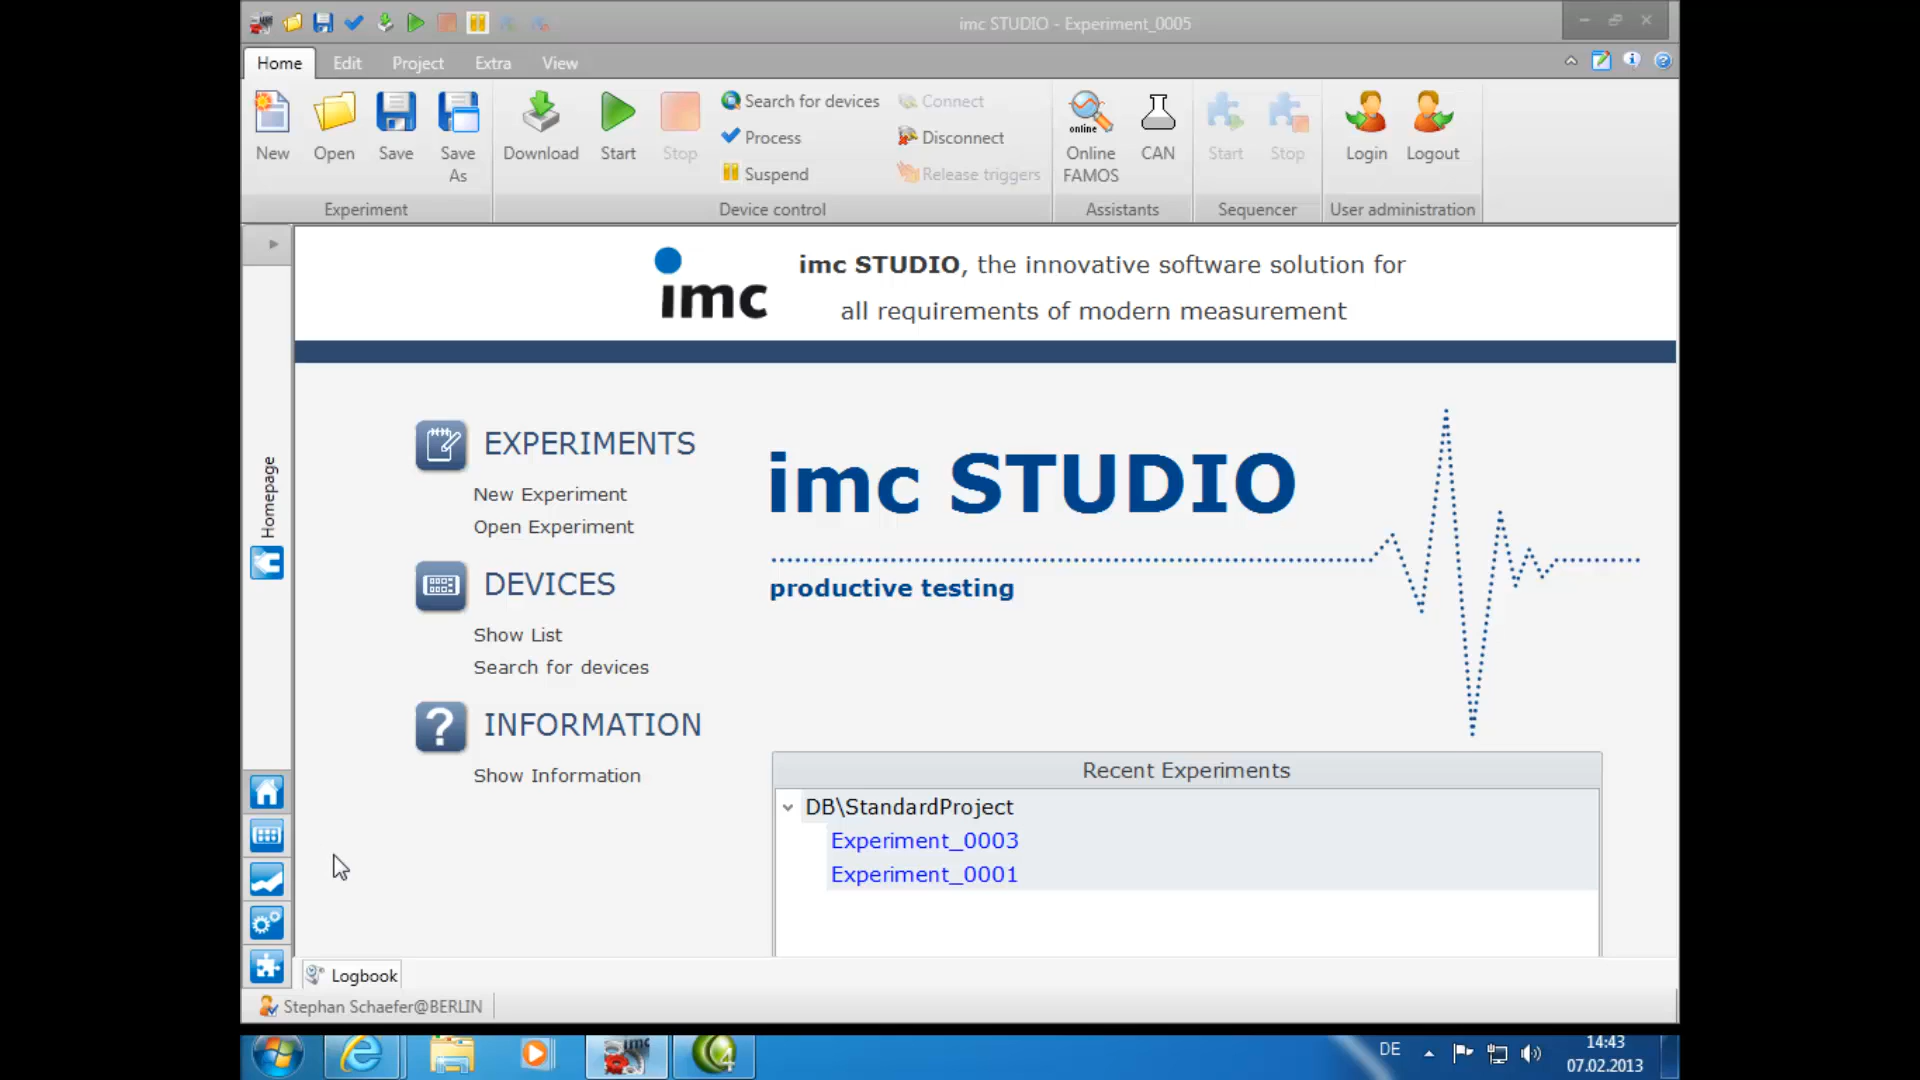 imc STUDIO - Experiment_0005
Home Edit Project Extra View
New Open Save Save As
Experiment
Download Start Stop
Search for devices
Process
Suspend
Connect
Disconnect
Release triggers
Device control
online
Online FAMOS
CAN
Assistants
Start Stop
Sequencer
Login Logout
User administration
Homepage
imc
imc STUDIO, the innovative software solution for
all requirements of modern measurement
EXPERIMENTS
New Experiment
Open Experiment
DEVICES
Show List
Search for devices
INFORMATION
Show Information
imc STUDIO
productive testing
Recent Experiments
DB\StandardProject
Experiment_0003
Experiment_0001
Logbook
Stephan Schaefer@BERLIN
imc
4
DE
14:43
07.02.2013